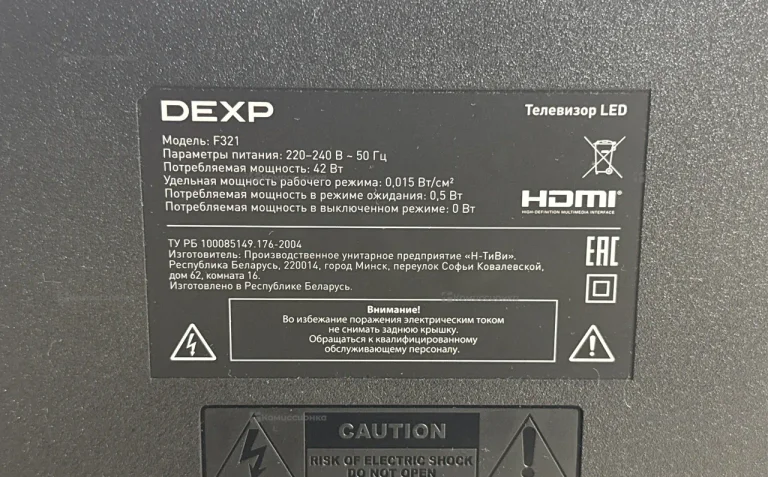 DEXP
Телевизор LED
Модель: F321
Параметры питания: 220–240 В ~ 50 Гц
Потребляемая мощность: 42 Вт
Удельная мощность рабочего режима: 0,015 Вт/см²
Потребляемая мощность в режиме ожидания: 0,5 Вт
Потребляемая мощность в выключенном режиме: 0 Вт
HDMI®
HIGH-DEFINITION MULTIMEDIA INTERFACE
ТУ РБ 100085149.176-2004
Изготовитель: Производственное унитарное предприятие «Н-ТиВи».
Республика Беларусь, 220014, город Минск, переулок Софьи Ковалевской,
дом 62, комната 16.
Изготовлено в Республике Беларусь.
EAC
Внимание!
Во избежание поражения электрическим током
не снимать заднюю крышку.
Обращаться к квалифицированному
обслуживающему персоналу.
Комиссионка
CAUTION
RISK OF ELECTRIC SHOCK
DO NOT OPEN